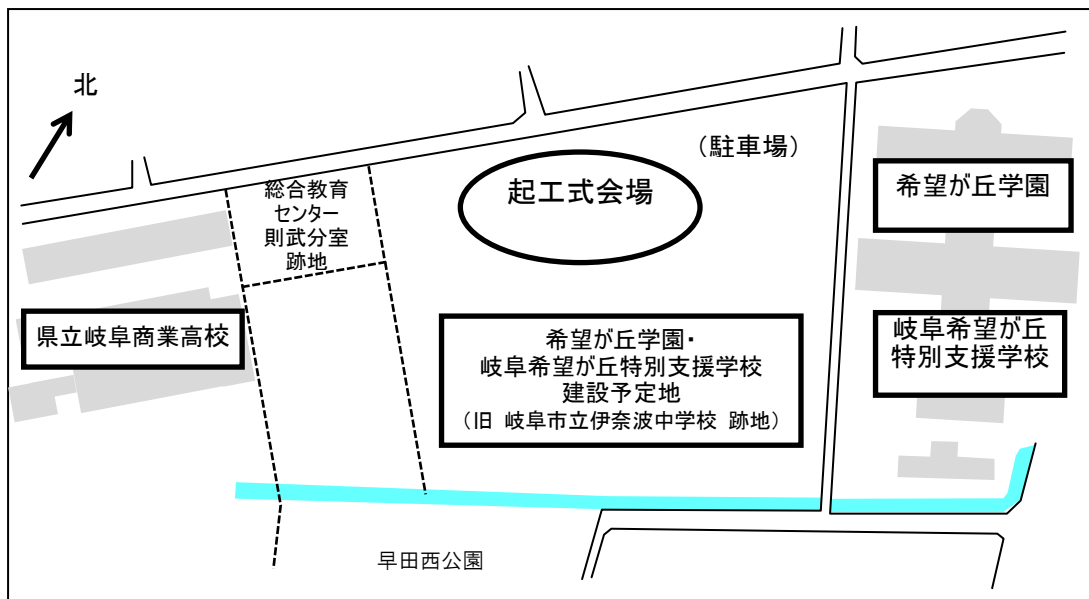 北
（駐車場）
起工式会場
希望が丘学園
総合教育
センター
則武分室
跡地
県立岐阜商業高校
希望が丘学園・
岐阜希望が丘特別支援学校
建設予定地
（旧 岐阜市立伊奈波中学校 跡地）
岐阜希望が丘
特別支援学校
早田西公園